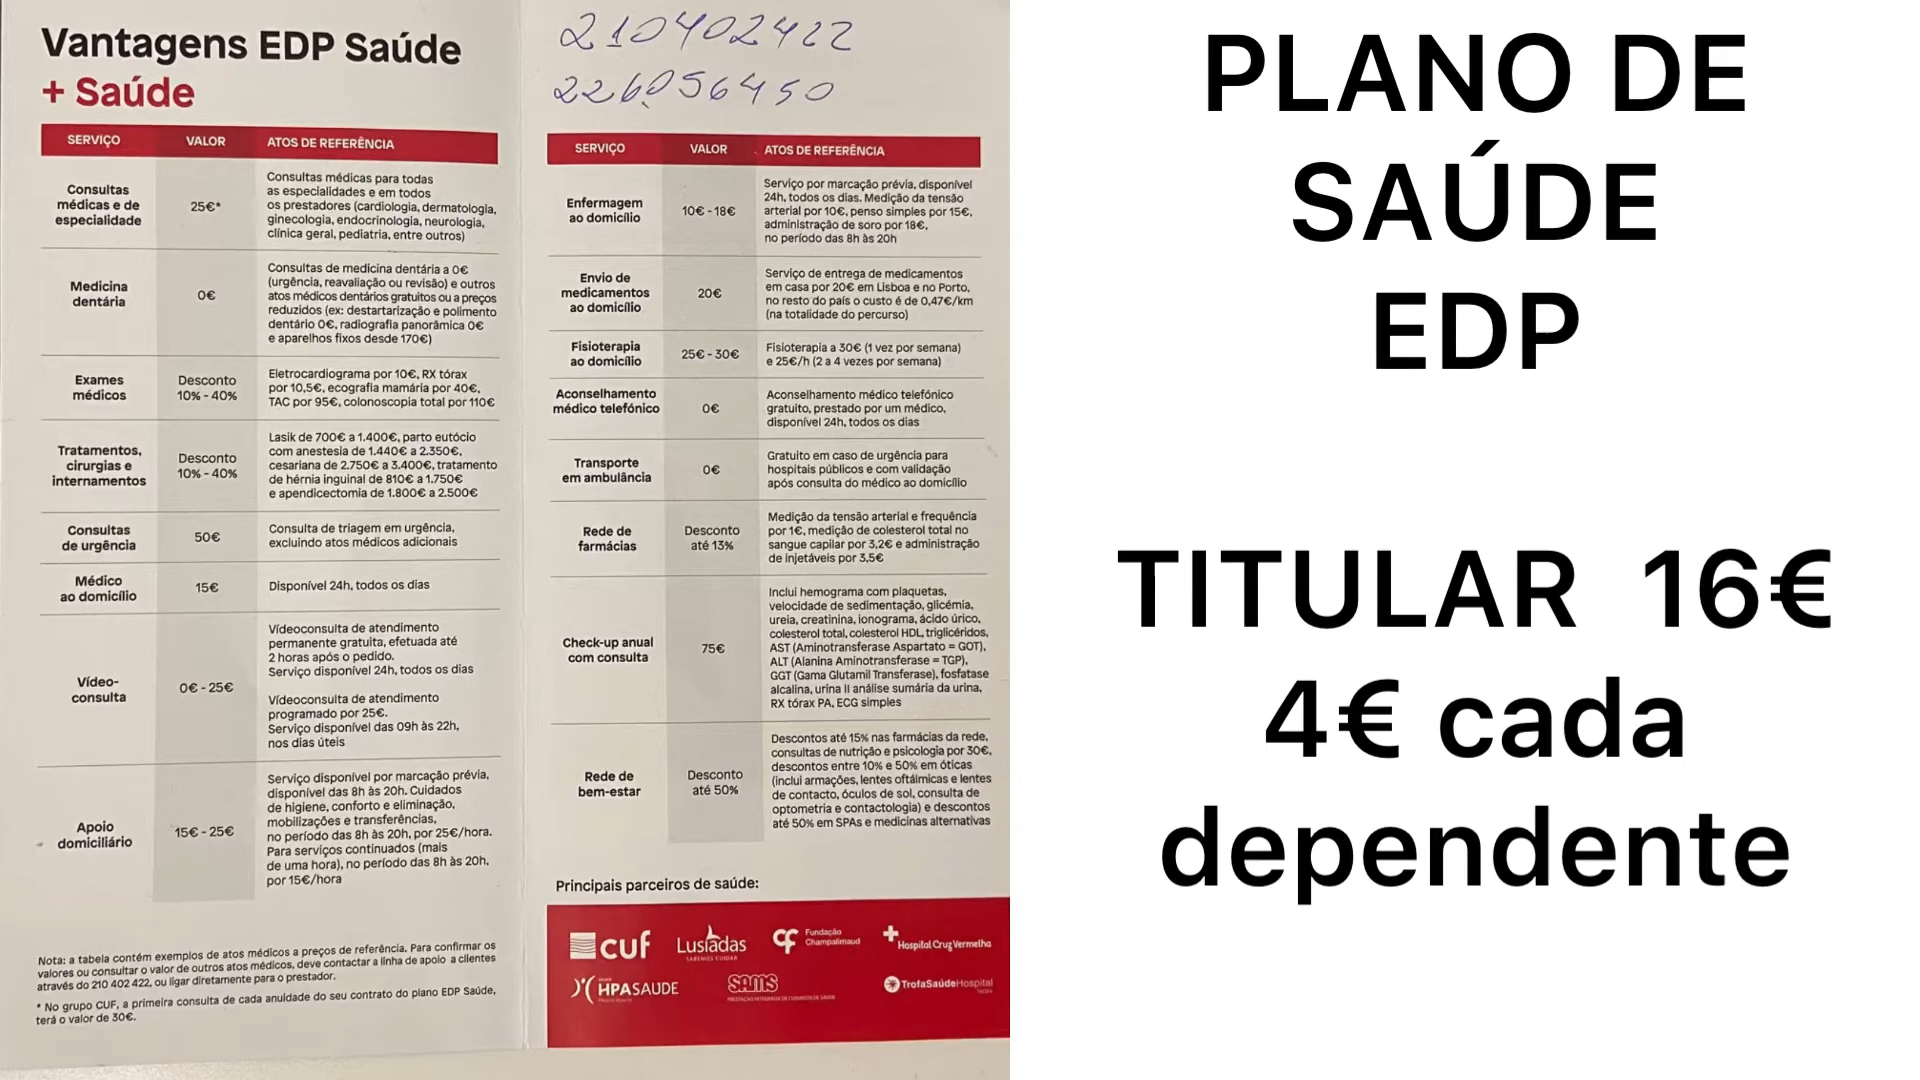 Vantagens EDP Saúde
+ Saúde
SERVIÇO VALOR ATOS DE REFERÊNCIA
Consultas médicas e de especialidade
25€*
Consultas médicas para todas
as especialidades e em todos
os prestadores (cardiologia, dermatologia,
ginecologia, endocrinologia, neurologia,
clínica geral, pediatria, entre outros)
Medicina
dentária
0€
Consultas de medicina dentária a 0€
(urgência, reavaliação ou revisão) e outros
atos médicos dentários gratuitos ou a preços
reduzidos (ex: destartarização e polimento
dentário 0€, radiografia panorâmica 0€
e aparelhos fixos desde 170€)
Exames
médicos
Desconto
10% - 40%
Eletrocardiograma por 10€, RX tórax
por 10,5€, ecografia mamária por 40€,
TAC por 95€, colonoscopia total por 110€
Tratamentos,
cirurgias e
internamentos
Desconto
10% - 40%
Lasik de 700€ a 1.400€, parto eutócio
com anestesia de 1.440€ a 2.350€,
cesariana de 2.750€ a 3.400€, tratamento
de hérnia inguinal de 810€ a 1.750€
e apendicectomia de 1.800€ a 2.500€
Consultas
de urgência
50€
Consulta de triagem em urgência,
excluindo atos médicos adicionais
Médico
ao domicílio
15€
Disponível 24h, todos os dias
Vídeo-
consulta
0€ - 25€
Vídeoconsulta de atendimento
permanente gratuita, efetuada até
2 horas após o pedido.
Serviço disponível 24h, todos os dias
Vídeoconsulta de atendimento
programado por 25€.
Serviço disponível das 09h às 22h,
nos dias úteis
Apoio
domiciliário
15€ - 25€
Serviço disponível por marcação prévia,
disponível das 8h às 20h. Cuidados
de higiene, conforto e eliminação,
mobilizações e transferências,
no período das 8h às 20h, por 25€/hora.
Para serviços continuados (mais
de uma hora), no período das 8h às 20h,
por 15€/hora
Nota: a tabela contém exemplos de atos médicos a preços de referência. Para confirmar os
valores ou consultar o valor de outros atos médicos, deve contactar a linha de apoio a clientes
através do 210 402 422, ou ligar diretamente para o prestador.
* No grupo CUF, a primeira consulta de cada anuidade do seu contrato do plano EDP Saúde,
terá o valor de 30€.
210402422
226056450
SERVIÇO VALOR ATOS DE REFERÊNCIA
Enfermagem
ao domicílio
10€ - 18€
Serviço por marcação prévia, disponível
24h, todos os dias. Medição da tensão
arterial por 10€, penso simples por 15€,
administração de soro por 18€,
no período das 8h às 20h
Envio de
medicamentos
ao domicílio
20€
Serviço de entrega de medicamentos
em casa por 20€ em Lisboa e no Porto,
no resto do país o custo é de 0,47€/km
(na totalidade do percurso)
Fisioterapia
ao domicílio
25€ - 30€
Fisioterapia a 30€ (1 vez por semana)
e 25€/h (2 a 4 vezes por semana)
Aconselhamento
médico telefónico
0€
Aconselhamento médico telefónico
gratuito, prestado por um médico,
disponível 24h, todos os dias
Transporte
em ambulância
0€
Gratuito em caso de urgência para
hospitais públicos e com validação
após consulta do médico ao domicílio
Rede de
farmácias
Desconto
até 13%
Medição da tensão arterial e frequência
por 1€, medição de colesterol total no
sangue capilar por 3,2€ e administração
de injetáveis por 3,5€
Check-up anual
com consulta
75€
Inclui hemograma com plaquetas,
velocidade de sedimentação, glicémia,
ureia, creatinina, ionograma, ácido úrico,
colesterol total, colesterol HDL, triglicéridos,
AST (Aminotransferase Aspartato = GOT),
ALT (Alanina Aminotransferase = TGP),
GGT (Gama Glutamil Transferase), fosfatase
alcalina, urina II análise sumária da urina,
RX tórax PA, ECG simples
Rede de
bem-estar
Desconto
até 50%
Descontos até 15% nas farmácias da rede,
consultas de nutrição e psicologia por 30€,
descontos entre 10% e 50% em óticas
(inclui armações, lentes oftálmicas e lentes
de contacto, óculos de sol, consulta de
optometria e contactologia) e descontos
até 50% em SPAs e medicinas alternativas
Principais parceiros de saúde:
cuf
Lusíadas
SABEMOS CUIDAR
Fundação
Champalimaud
Hospital Cruz Vermelha
HPA SAÚDE
SAMS
TrofaSaúde Hospital
PLANO DE
SAÚDE
EDP
TITULAR 16€
4€ cada
dependente